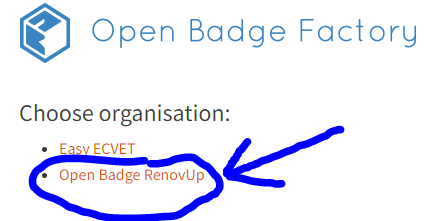 Open Badge Factory
Choose organisation:
Easy ECVET
Open Badge RenovUp